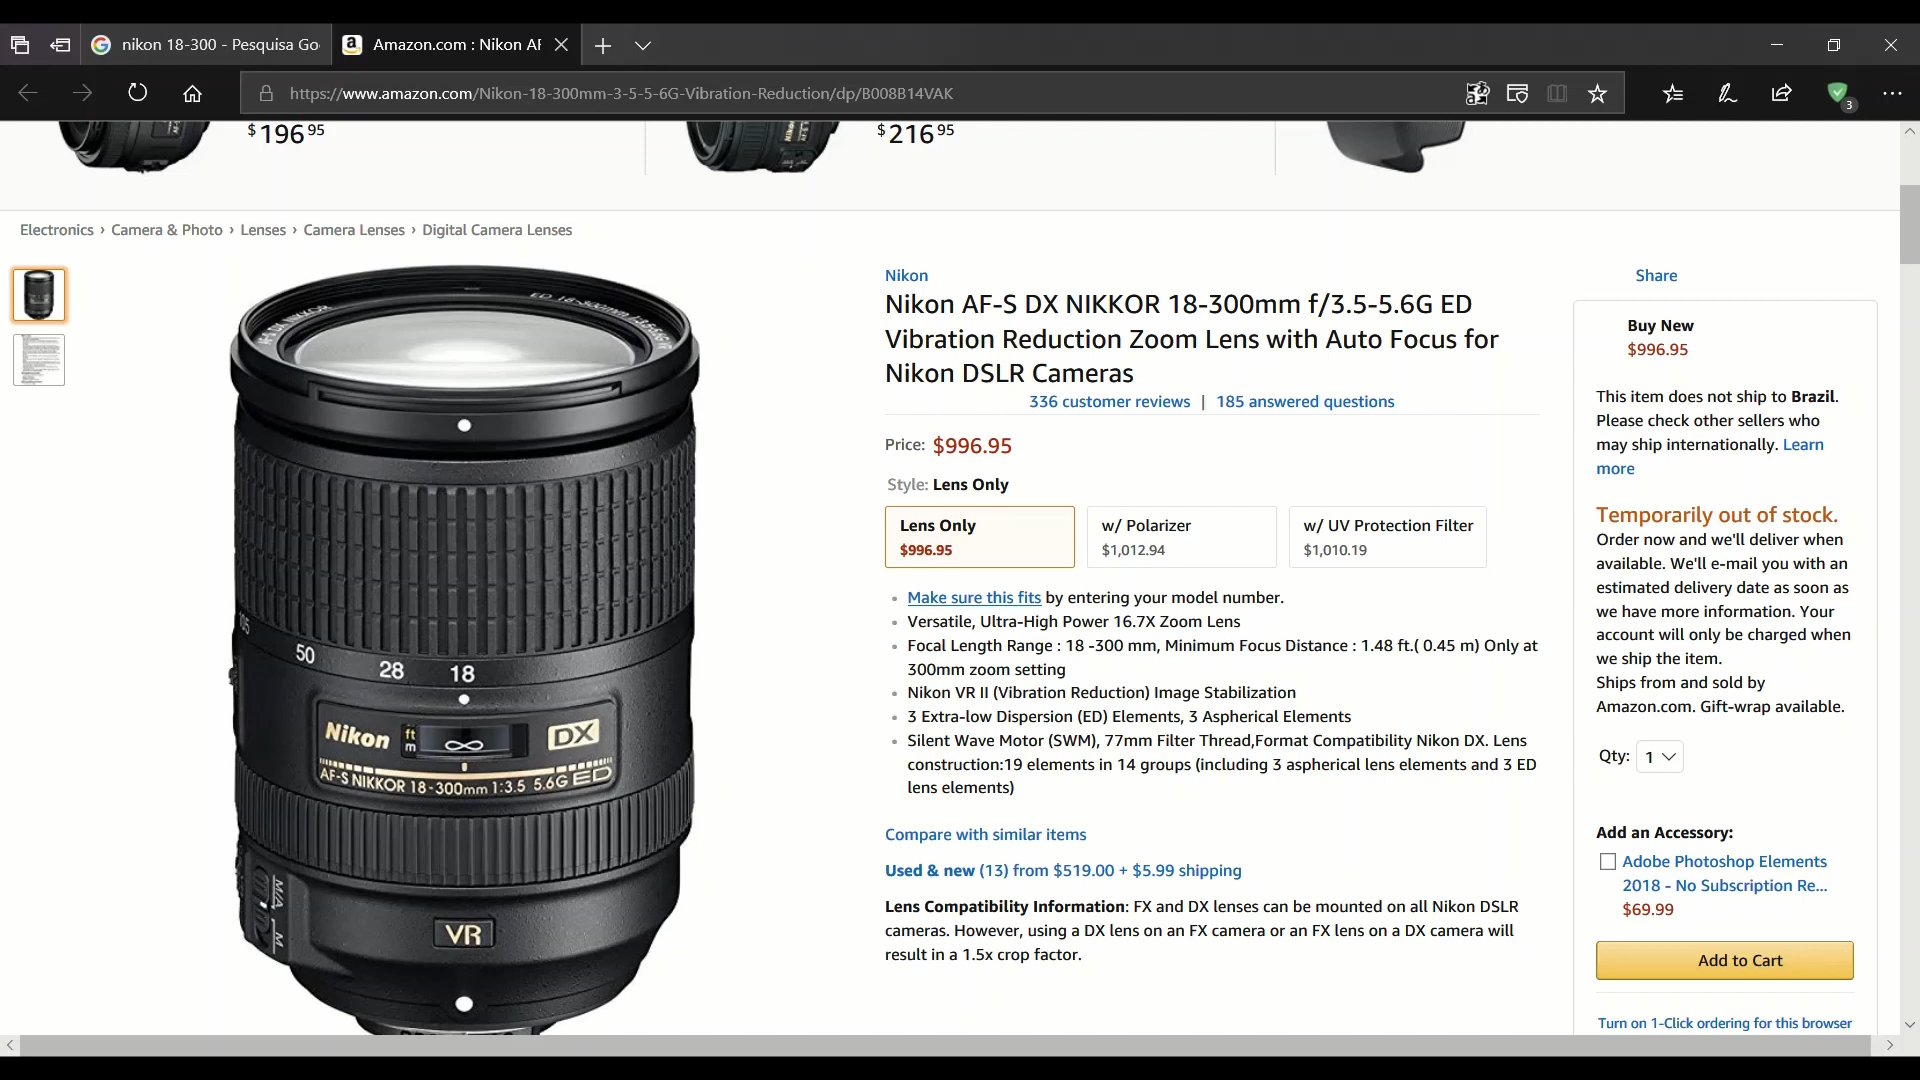 nikon 18-300 - Pesquisa Go
Amazon.com : Nikon AF
https://www.amazon.com/Nikon-18-300mm-3-5-5-6G-Vibration-Reduction/dp/B008B14VAK
3
$196 95
$216 95
Electronics › Camera & Photo › Lenses › Camera Lenses › Digital Camera Lenses
AF-S DX NIKKOR
ED 18-300mm 1:3.5-5.6G VR
105 50 28 18
Nikon ft m ∞ DX
AF-S NIKKOR 18-300mm 1:3.5 5.6G ED
M/A M
VR
Nikon
Nikon AF-S DX NIKKOR 18-300mm f/3.5-5.6G ED
Vibration Reduction Zoom Lens with Auto Focus for
Nikon DSLR Cameras
336 customer reviews | 185 answered questions
Price: $996.95
Style: Lens Only
Lens Only w/ Polarizer w/ UV Protection Filter
$996.95 $1,012.94 $1,010.19
Make sure this fits by entering your model number.
Versatile, Ultra-High Power 16.7X Zoom Lens
Focal Length Range : 18 -300 mm, Minimum Focus Distance : 1.48 ft.( 0.45 m) Only at
300mm zoom setting
Nikon VR II (Vibration Reduction) Image Stabilization
3 Extra-low Dispersion (ED) Elements, 3 Aspherical Elements
Silent Wave Motor (SWM), 77mm Filter Thread,Format Compatibility Nikon DX. Lens
construction:19 elements in 14 groups (including 3 aspherical lens elements and 3 ED
lens elements)
Compare with similar items
Used & new (13) from $519.00 + $5.99 shipping
Lens Compatibility Information: FX and DX lenses can be mounted on all Nikon DSLR
cameras. However, using a DX lens on an FX camera or an FX lens on a DX camera will
result in a 1.5x crop factor.
Share
Buy New
$996.95
This item does not ship to Brazil.
Please check other sellers who
may ship internationally. Learn
more
Temporarily out of stock.
Order now and we'll deliver when
available. We'll e-mail you with an
estimated delivery date as soon as
we have more information. Your
account will only be charged when
we ship the item.
Ships from and sold by
Amazon.com. Gift-wrap available.
Qty: 1
Add an Accessory:
Adobe Photoshop Elements
2018 - No Subscription Re...
$69.99
Add to Cart
Turn on 1-Click ordering for this browser